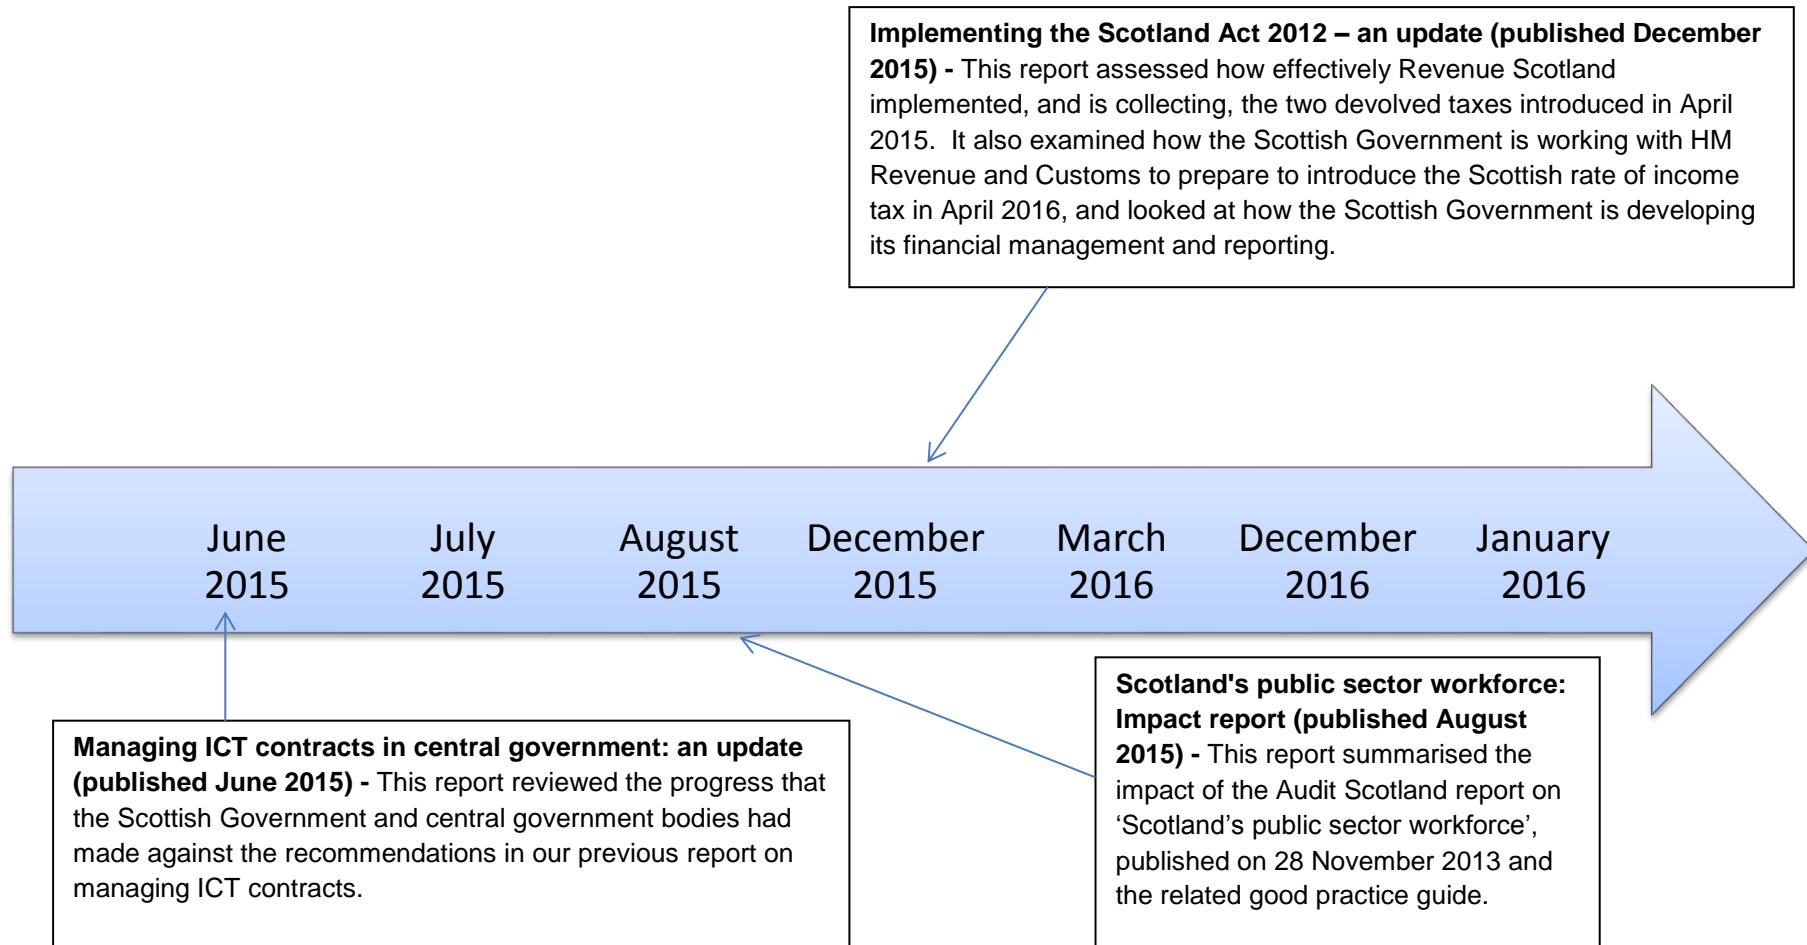 Implementing the Scotland Act 2012 – an update (published December
2015) - This report assessed how effectively Revenue Scotland
implemented, and is collecting, the two devolved taxes introduced in April
2015.  It also examined how the Scottish Government is working with HM
Revenue and Customs to prepare to introduce the Scottish rate of income
tax in April 2016, and looked at how the Scottish Government is developing
its financial management and reporting.
June
2015
July
2015
August
2015
December
2015
March
2016
December
2016
January
2016
Managing ICT contracts in central government: an update
(published June 2015) - This report reviewed the progress that
the Scottish Government and central government bodies had
made against the recommendations in our previous report on
managing ICT contracts.
Scotland's public sector workforce:
Impact report (published August
2015) - This report summarised the
impact of the Audit Scotland report on
‘Scotland’s public sector workforce’,
published on 28 November 2013 and
the related good practice guide.